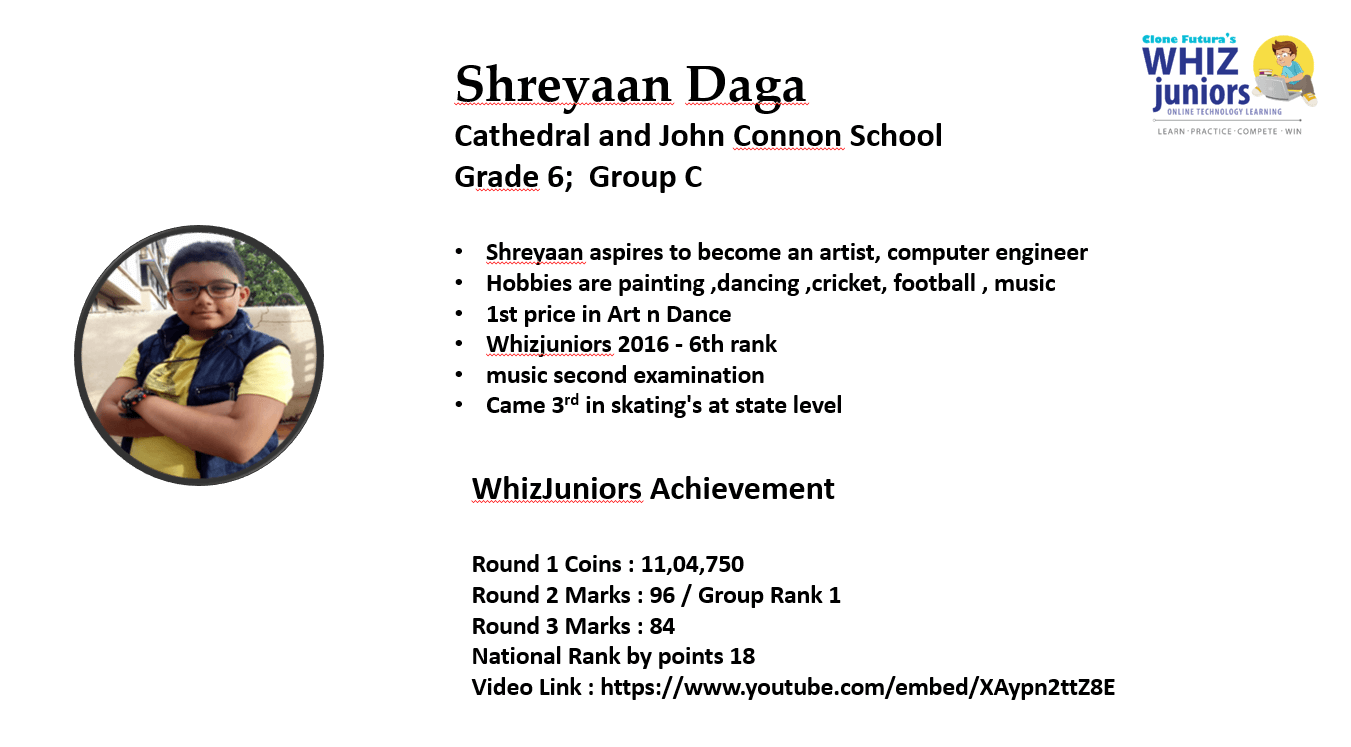 Clone Futura's
WHIZ
juniors
ONLINE TECHNOLOGY LEARNING
LEARN · PRACTICE · COMPETE · WIN
Shreyaan Daga
Cathedral and John Connon School
Grade 6;  Group C
• Shreyaan aspires to become an artist, computer engineer
• Hobbies are painting ,dancing ,cricket, football , music
• 1st price in Art n Dance
• Whizjuniors 2016 - 6th rank
• music second examination
• Came 3rd in skating's at state level
WhizJuniors Achievement
Round 1 Coins : 11,04,750
Round 2 Marks : 96 / Group Rank 1
Round 3 Marks : 84
National Rank by points 18
Video Link : https://www.youtube.com/embed/XAypn2ttZ8E